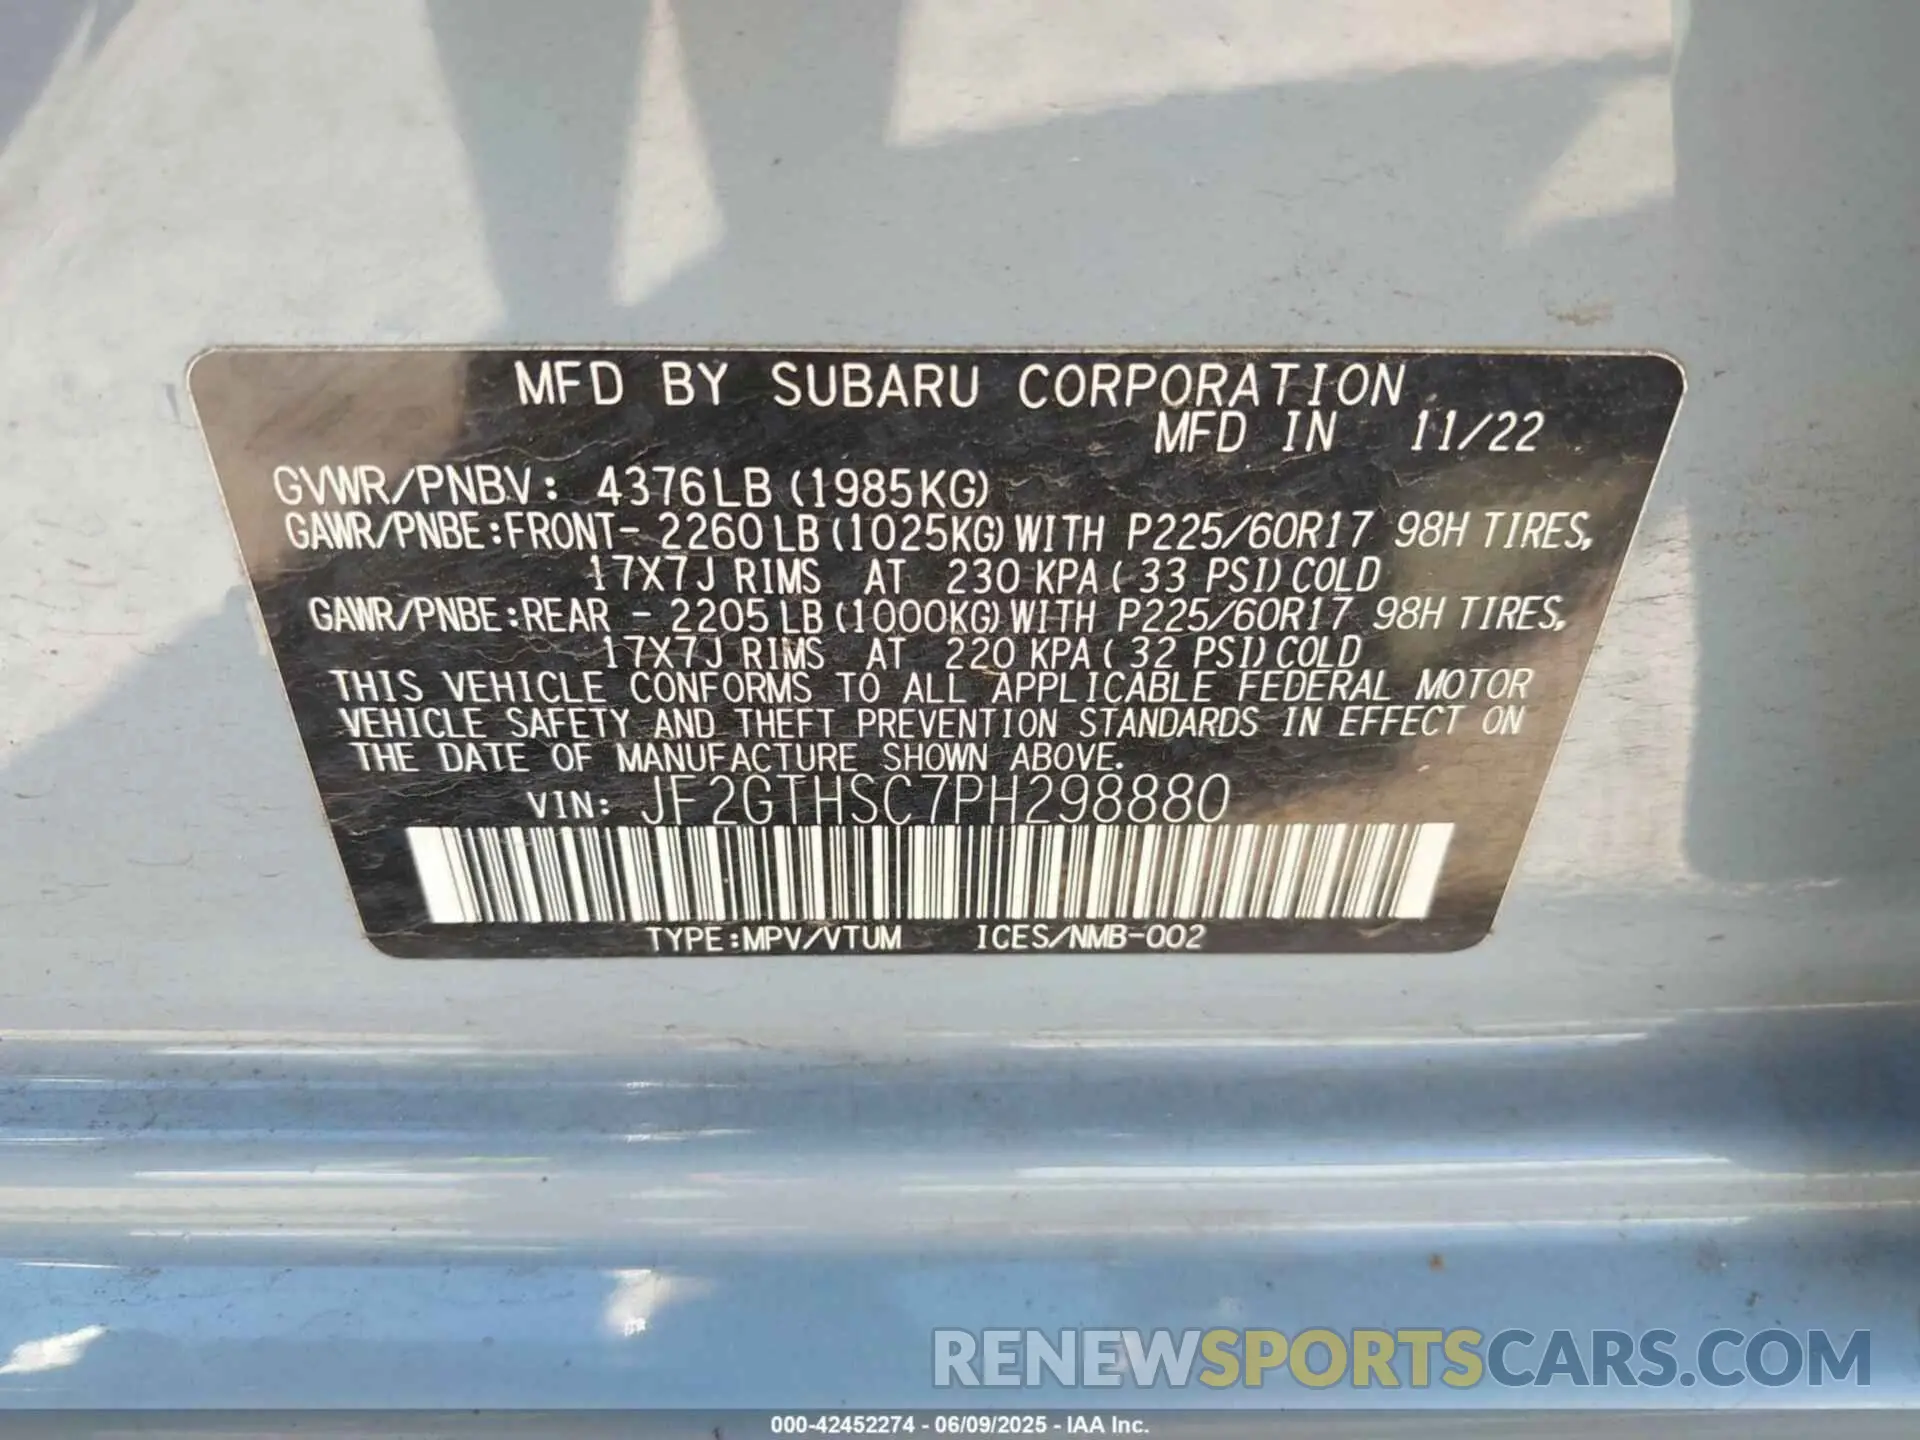 MFD BY SUBARU CORPORATION
MFD IN 11/22
GVWR/PNBV: 4376LB (1985KG)
GAWR/PNBE:FRONT- 2260LB (1025KG) WITH P225/60R17 98H TIRES,
17X7J RIMS AT 230 KPA( 33 PSI) COLD
GAWR/PNBE:REAR - 2205LB (1000KG) WITH P225/60R17 98H TIRES,
17X7J RIMS AT 220 KPA( 32 PSI) COLD
THIS VEHICLE CONFORMS TO ALL APPLICABLE FEDERAL MOTOR
VEHICLE SAFETY AND THEFT PREVENTION STANDARDS IN EFFECT ON
THE DATE OF MANUFACTURE SHOWN ABOVE.
VIN: JF2GTHSC7PH298880
TYPE:MPV/VTUM ICES/NMB-002
RENEWSPORTSCARS.COM
000-42452274 - 06/09/2025 - IAA Inc.